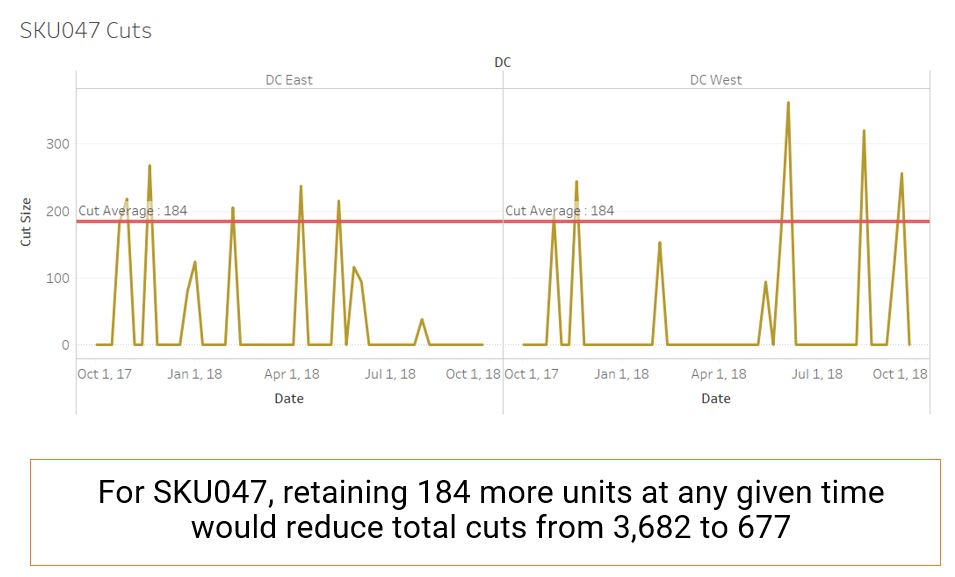 SKU047 Cuts
DC
DC East
DC West
Cut Size
300
200
100
0
Cut Average : 184
Cut Average : 184
Oct 1, 17
Jan 1, 18
Apr 1, 18
Jul 1, 18
Oct 1, 18
Oct 1, 17
Jan 1, 18
Apr 1, 18
Jul 1, 18
Oct 1, 18
Date
Date
For SKU047, retaining 184 more units at any given time
would reduce total cuts from 3,682 to 677